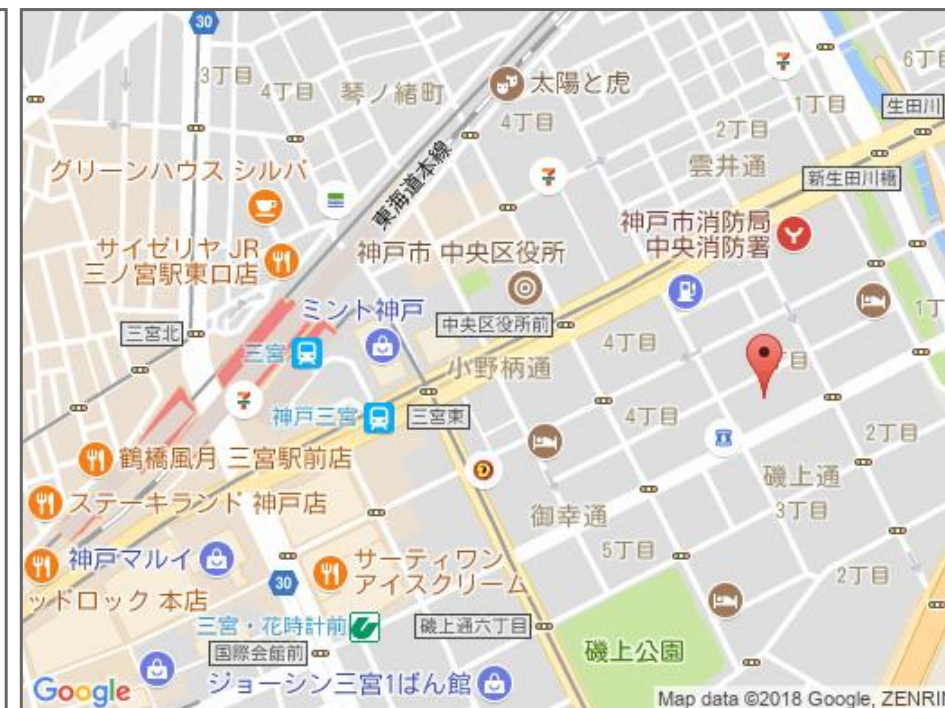 30
3丁目
4丁目
琴ノ緒町
太陽と虎
4丁目
6丁目
1丁目
生田川
2丁目
雲井通
新生田川橋
東海道本線
グリーンハウス シルバ
サイゼリヤ JR
三ノ宮駅東口店
神戸市 中央区役所
神戸市消防局
中央消防署
ミント神戸
中央区役所前
三宮北
三宮
小野柄通
4丁目
丁目
神戸三宮
三宮東
4丁目
2丁目
鶴橋風月 三宮駅前店
磯上通
3丁目
ステーキランド 神戸店
御幸通
神戸マルイ
サーティワン
アイスクリーム
5丁目
2丁目
30
ッドロック 本店
三宮・花時計前
磯上通六丁目
国際会館前
磯上公園
ジョーシン三宮1ばん館
Google
Map data ©2018 Google, ZENRIN